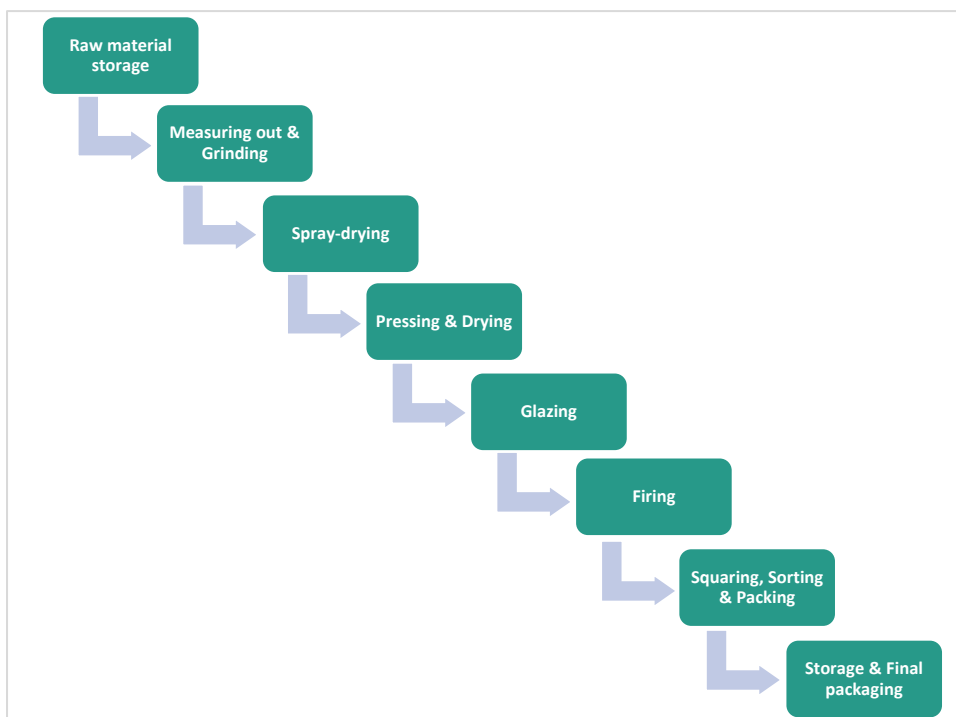 Raw material
storage
Measuring out &
Grinding
Spray-drying
Pressing & Drying
Glazing
Firing
Squaring, Sorting
& Packing
Storage & Final
packaging